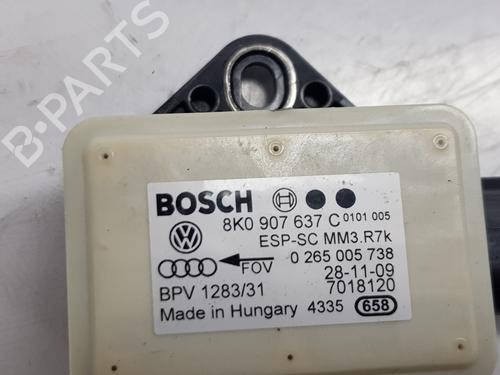 B-PARTS
BOSCH
8K0 907 637 C 0101 005
ESP-SC MM3.R7k
0 265 005 738
FOV
28-11-09
BPV 1283/31 7018120
Made in Hungary 4335 658